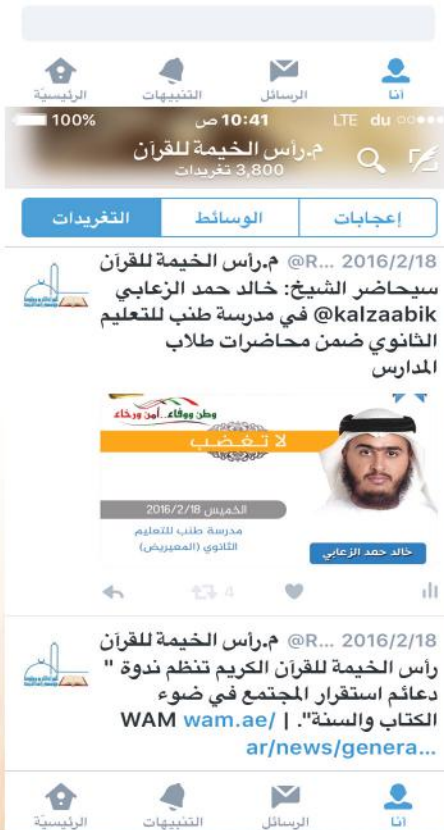 أنا
الرسائل
التنبيهات
الرئيسيّة
100%
10:41 ص
LTE du
م.رأس الخيمة للقرآن
3,800 تغريدات
التغريدات
الوسائط
إعجابات
م.رأس الخيمة للقرآن @R... 2016/2/18
سيحاضر الشيخ: خالد حمد الزعابي
@kalzaabik في مدرسة طنب للتعليم
الثانوي ضمن محاضرات طلاب
المدارس
وطن ووفاء..أمن ورخاء
لا تغضب
الخميس 2016/2/18
مدرسة طنب للتعليم
الثانوي (المعيريض)
خالد حمد الزعابي
4
م.رأس الخيمة للقرآن @R... 2016/2/18
رأس الخيمة للقرآن الكريم تنظم ندوة "
دعائم استقرار المجتمع في ضوء
الكتاب والسنة". | WAM wam.ae/
ar/news/genera...
أنا
الرسائل
التنبيهات
الرئيسيّة